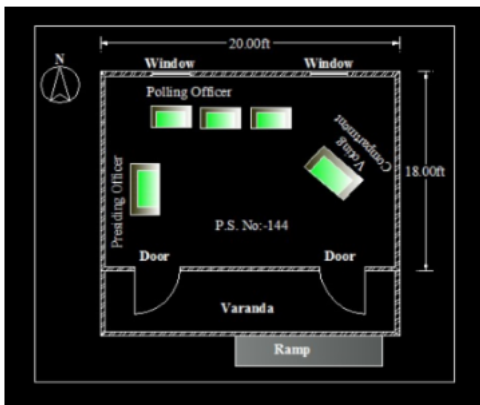 20.00ft
N
Window
Window
Polling Officer
Voting
Compartment
18.00ft
Presiding Officer
P.S. No:-144
Door
Door
Varanda
Ramp